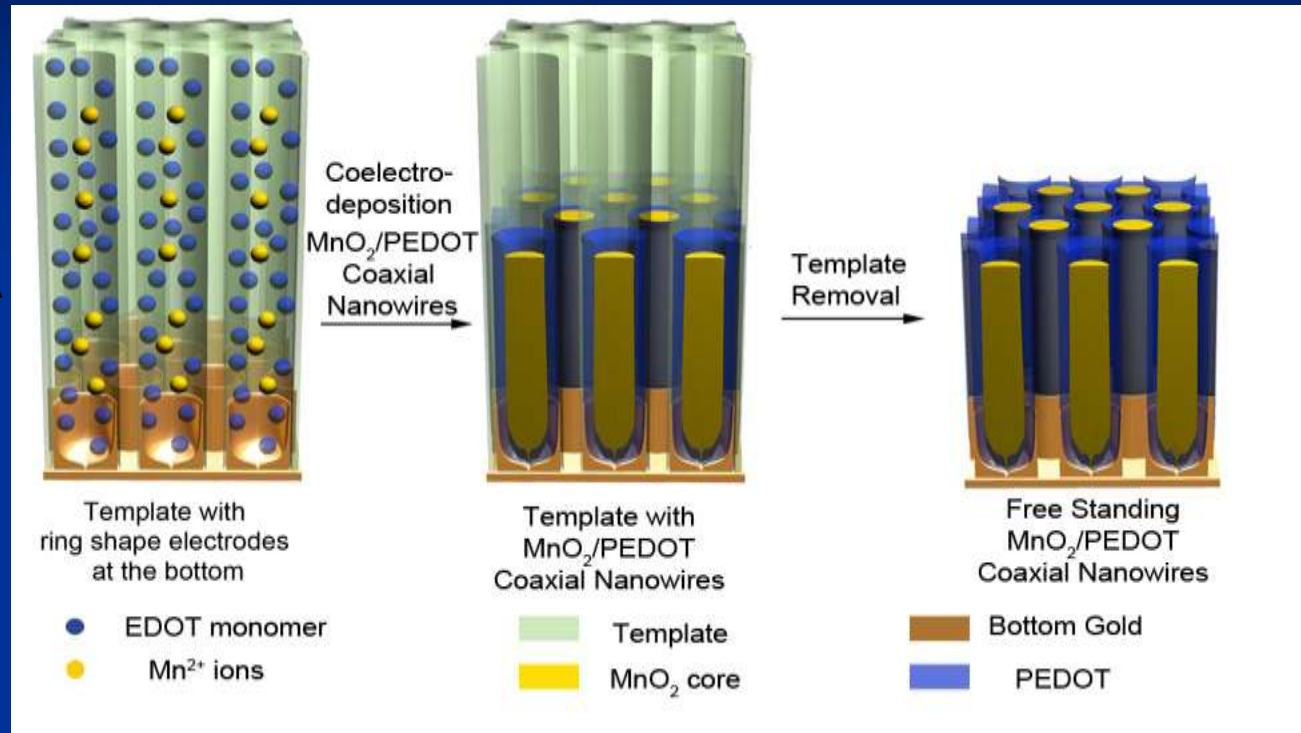 Coelectro-
deposition
MnO₂/PEDOT
Coaxial
Nanowires
Template
Removal
Template with
ring shape electrodes
at the bottom
Template with
MnO₂/PEDOT
Coaxial Nanowires
Free Standing
MnO₂/PEDOT
Coaxial Nanowires
EDOT monomer
Mn²⁺ ions
Template
MnO₂ core
Bottom Gold
PEDOT